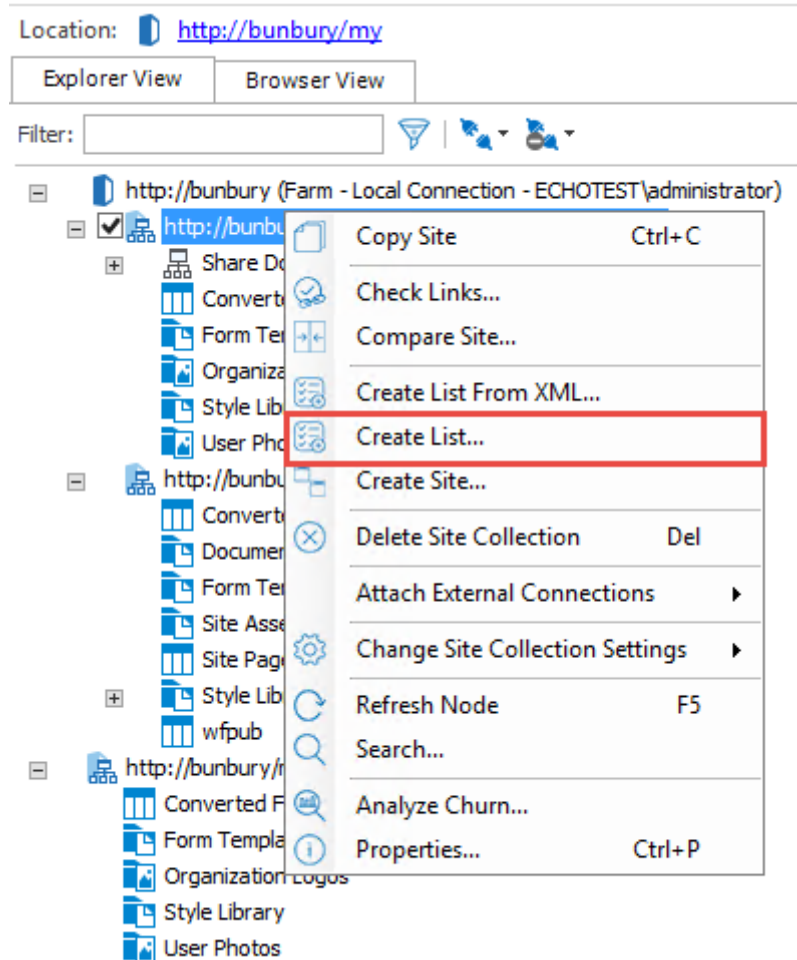 Location: http://bunbury/my
Explorer View Browser View
Filter:
http://bunbury (Farm - Local Connection - ECHOTEST\administrator)
http://bunbu
Copy Site Ctrl+C
Share Do
Converte
Check Links...
Form Ter
Compare Site...
Organiza
Create List From XML...
Style Lib
User Pho
Create List...
http://bunbu
Create Site...
Converte
Delete Site Collection Del
Documen
Form Ter
Attach External Connections
Site Asse
Site Page
Change Site Collection Settings
Style Lib
Refresh Node F5
wfpub
Search...
http://bunbury/
Converted F
Analyze Churn...
Form Templa
Properties... Ctrl+P
Organization Logos
Style Library
User Photos